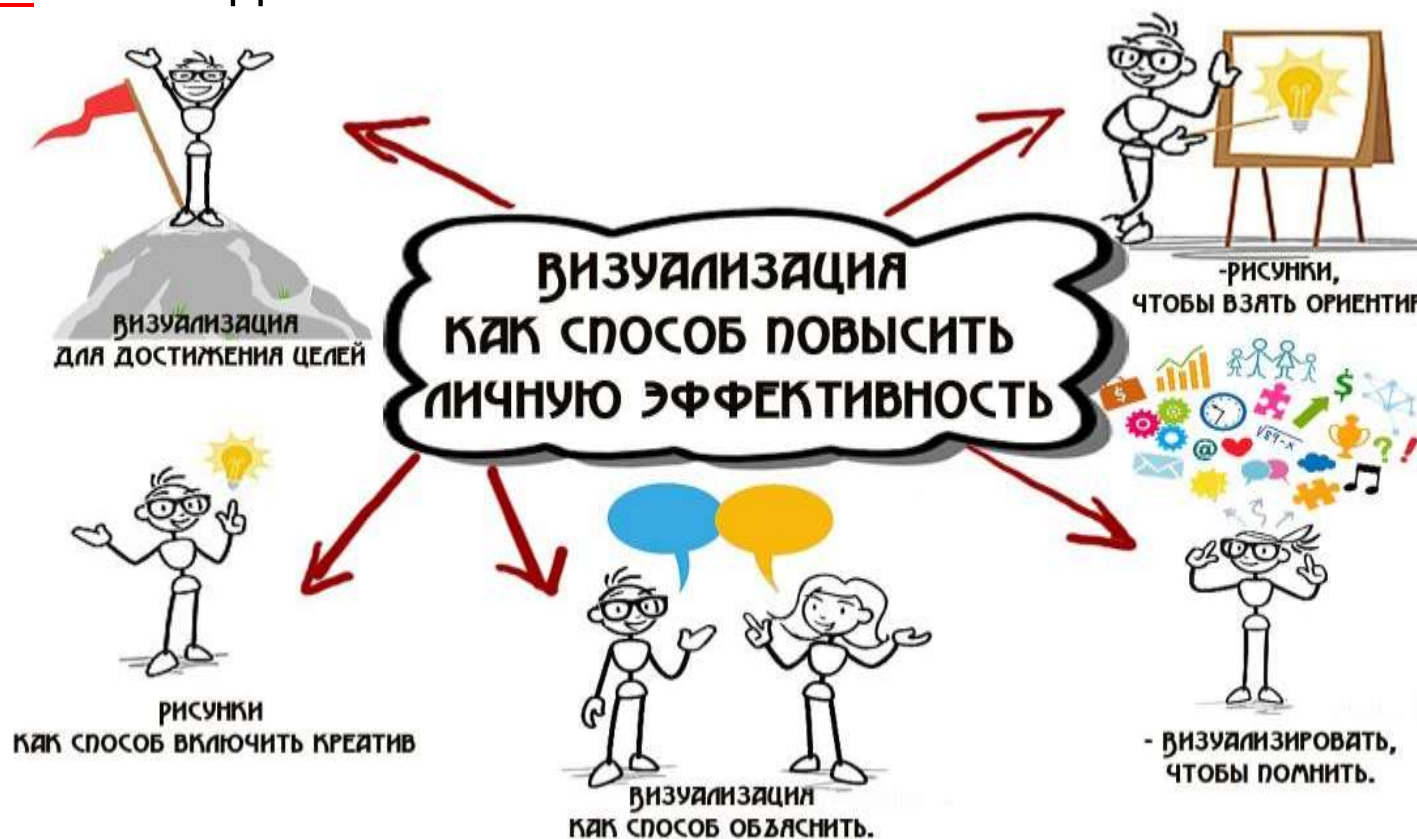 ВИЗУАЛИЗАЦИЯ
КАК СПОСОБ ПОВЫСИТЬ
ЛИЧНУЮ ЭФФЕКТИВНОСТЬ
ВИЗУАЛИЗАЦИЯ
ДЛЯ ДОСТИЖЕНИЯ ЦЕЛЕЙ
-РИСУНКИ,
ЧТОБЫ ВЗЯТЬ ОРИЕНТИР
РИСУНКИ
КАК СПОСОБ ВКЛЮЧИТЬ КРЕАТИВ
ВИЗУАЛИЗАЦИЯ
КАК СПОСОБ ОБЪЯСНИТЬ.
- ВИЗУАЛИЗИРОВАТЬ,
ЧТОБЫ ПОМНИТЬ.